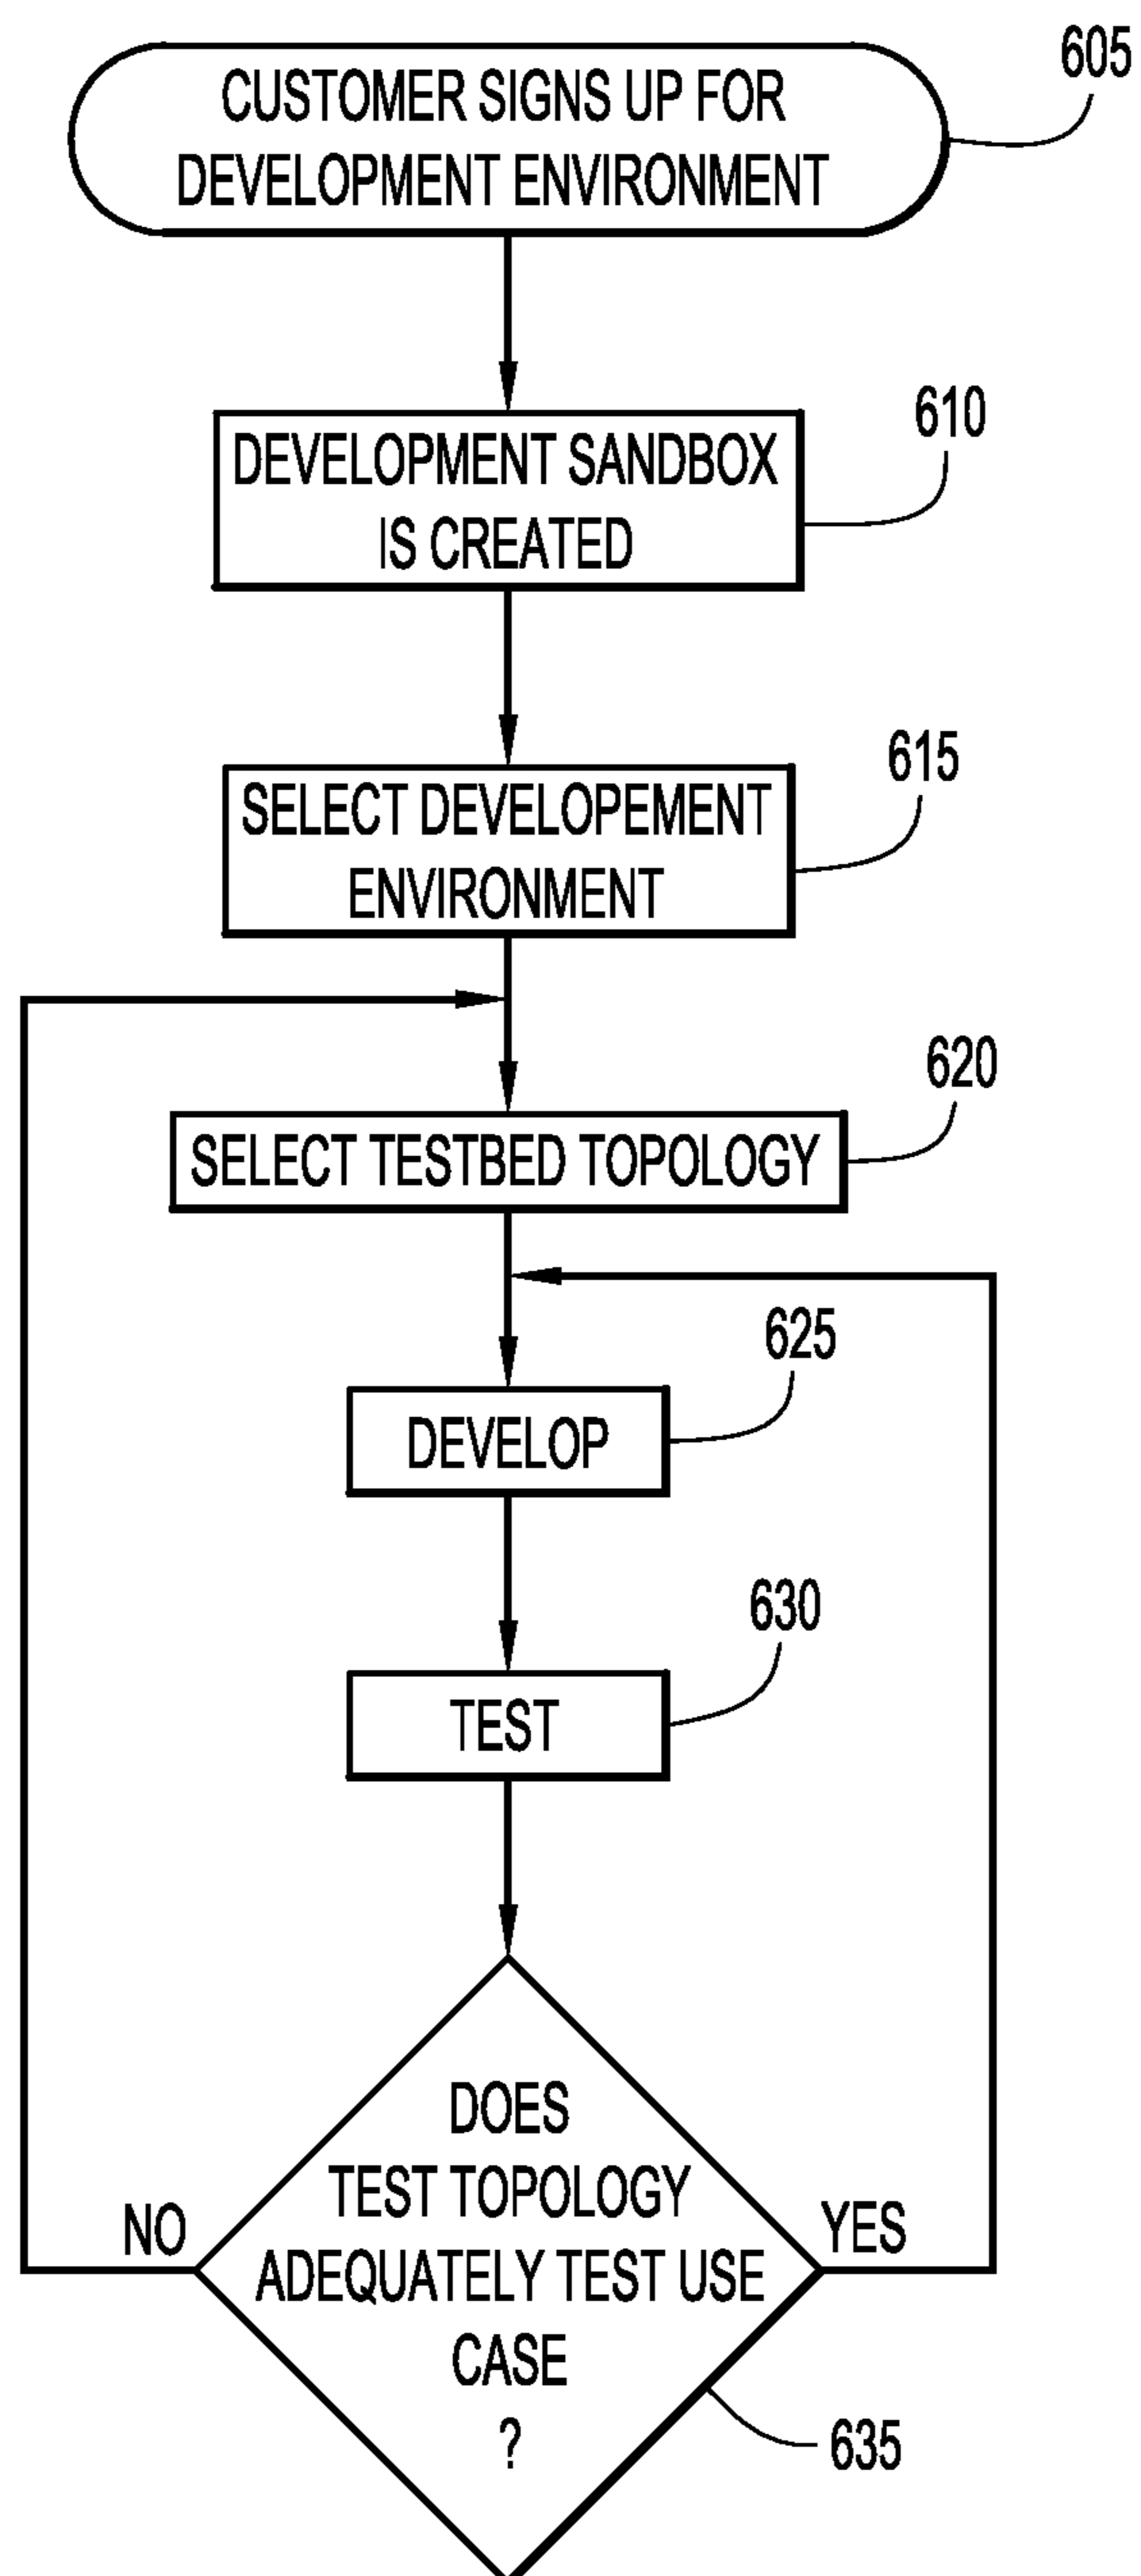 CUSTOMER SIGNS UP FOR
DEVELOPMENT ENVIRONMENT
605
DEVELOPMENT SANDBOX
IS CREATED
610
SELECT DEVELOPEMENT
ENVIRONMENT
615
SELECT TESTBED TOPOLOGY
620
DEVELOP
625
TEST
630
DOES
TEST TOPOLOGY
ADEQUATELY TEST USE
CASE
?
NO
YES
635